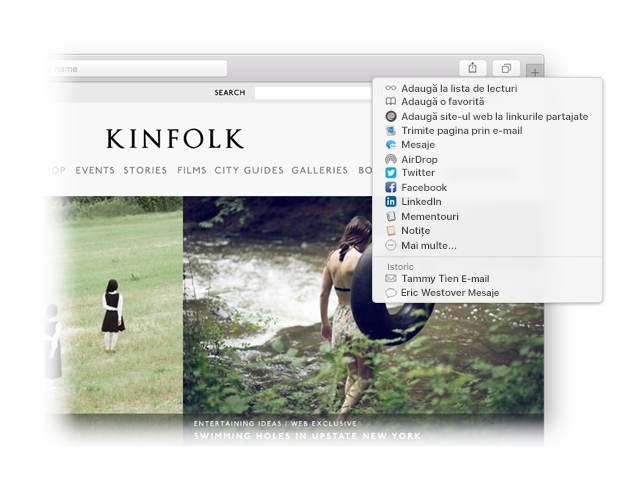 name
SEARCH
Adaugă la lista de lecturi
Adaugă o favorită
Adaugă site-ul web la linkurile partajate
Trimite pagina prin e-mail
Mesaje
AirDrop
Twitter
Facebook
LinkedIn
Mementouri
Notițe
Mai multe...
Istoric
Tammy Tien E-mail
Eric Westover Mesaje
KINFOLK
EVENTS STORIES FILMS CITY GUIDES GALLERIES
ENTERTAINING IDEAS / WEB EXCLUSIVE
SWIMMING HOLES IN UPSTATE NEW YORK